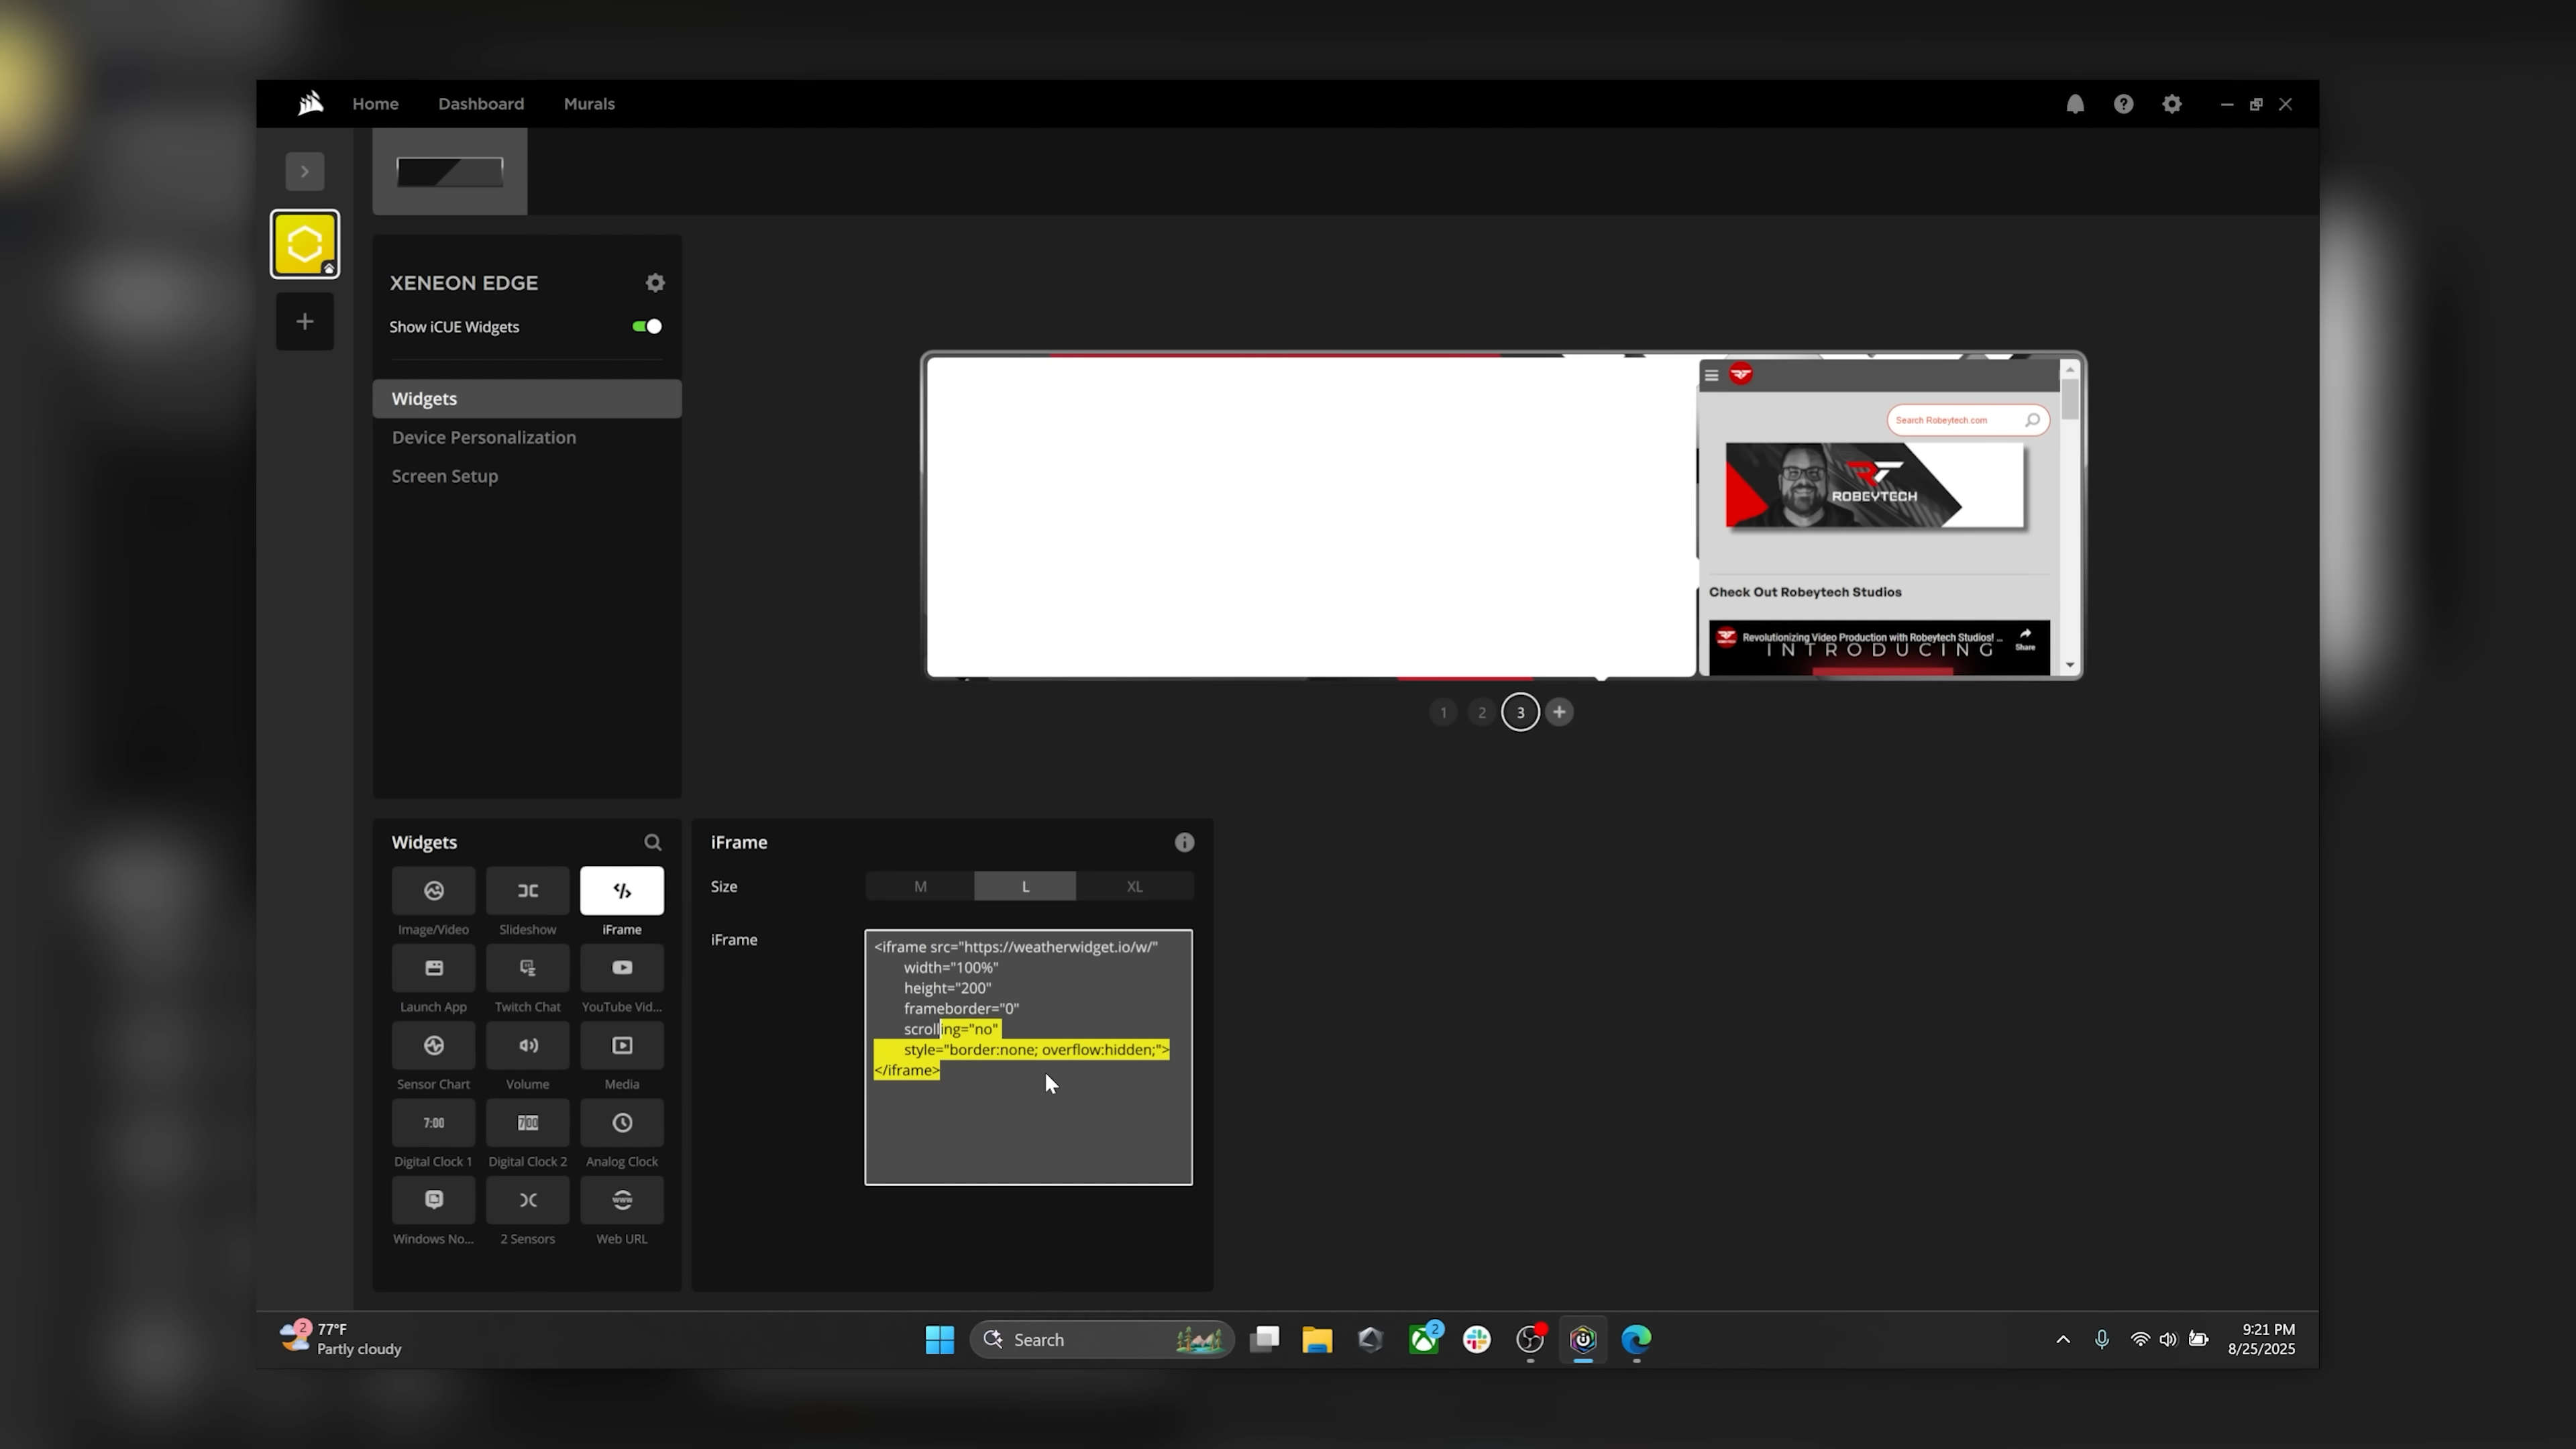 Home Dashboard Murals
XENEON EDGE
Show iCUE Widgets
Widgets
Device Personalization
Screen Setup
Search Robeytech.com
ROBEYTECH
Check Out Robeytech Studios
Revolutionizing Video Production with Robeytech Studios! ...
Share
INTRODUCING
1 2 3 +
Widgets
Image/Video Slideshow iFrame
Launch App Twitch Chat YouTube Vid...
Sensor Chart Volume Media
7:00 7:00
Digital Clock 1 Digital Clock 2 Analog Clock
www
Windows No... 2 Sensors Web URL
iFrame
Size M L XL
iFrame
<iframe src="https://weatherwidget.io/w/"
width="100%"
height="200"
frameborder="0"
scrolling="no"
style="border:none; overflow:hidden;">
</iframe>
2
77°F
Partly cloudy
Search
2
9:21 PM
8/25/2025